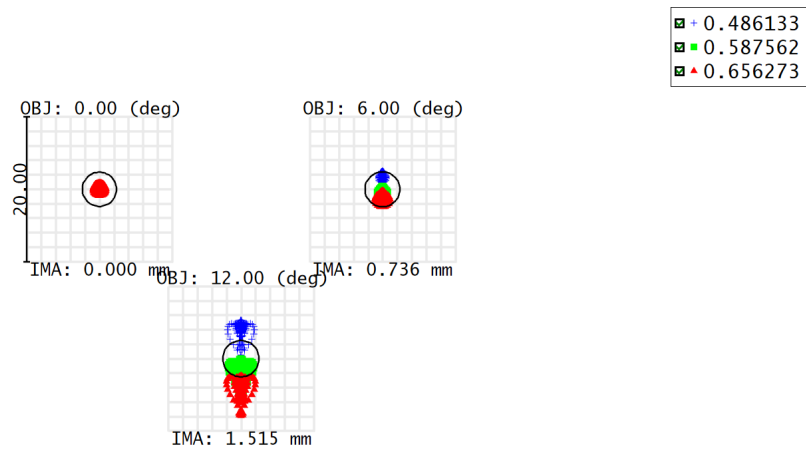 0.486133
0.587562
0.656273
OBJ: 0.00 (deg)
OBJ: 6.00 (deg)
20.00
IMA: 0.000 mm
IMA: 0.736 mm
OBJ: 12.00 (deg)
IMA: 1.515 mm